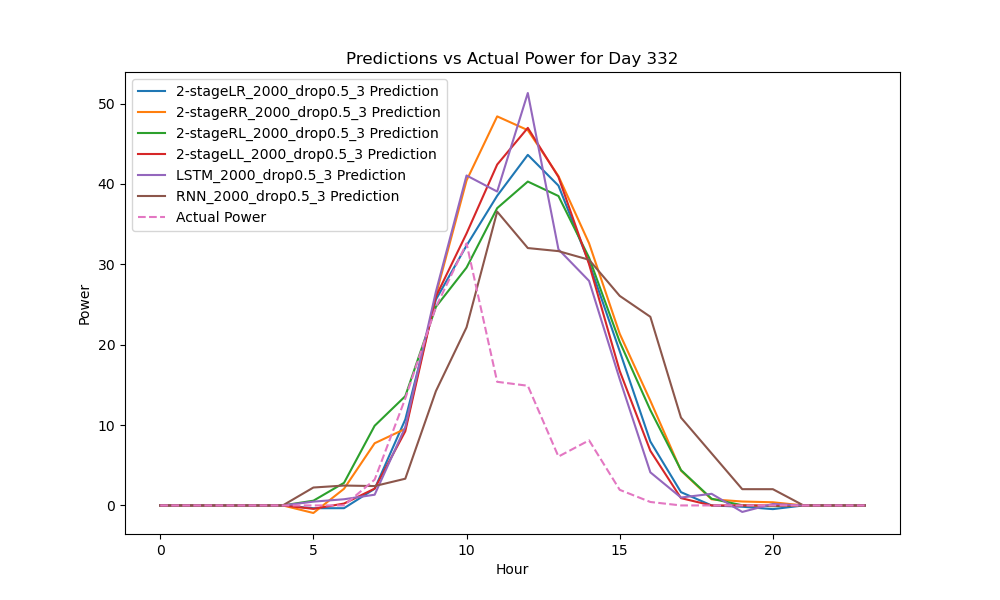 Predictions vs Actual Power for Day 332
2-stageLR_2000_drop0.5_3 Prediction
2-stageRR_2000_drop0.5_3 Prediction
2-stageRL_2000_drop0.5_3 Prediction
2-stageLL_2000_drop0.5_3 Prediction
LSTM_2000_drop0.5_3 Prediction
RNN_2000_drop0.5_3 Prediction
Actual Power
50
40
30
20
10
0
Power
0 5 10 15 20
Hour